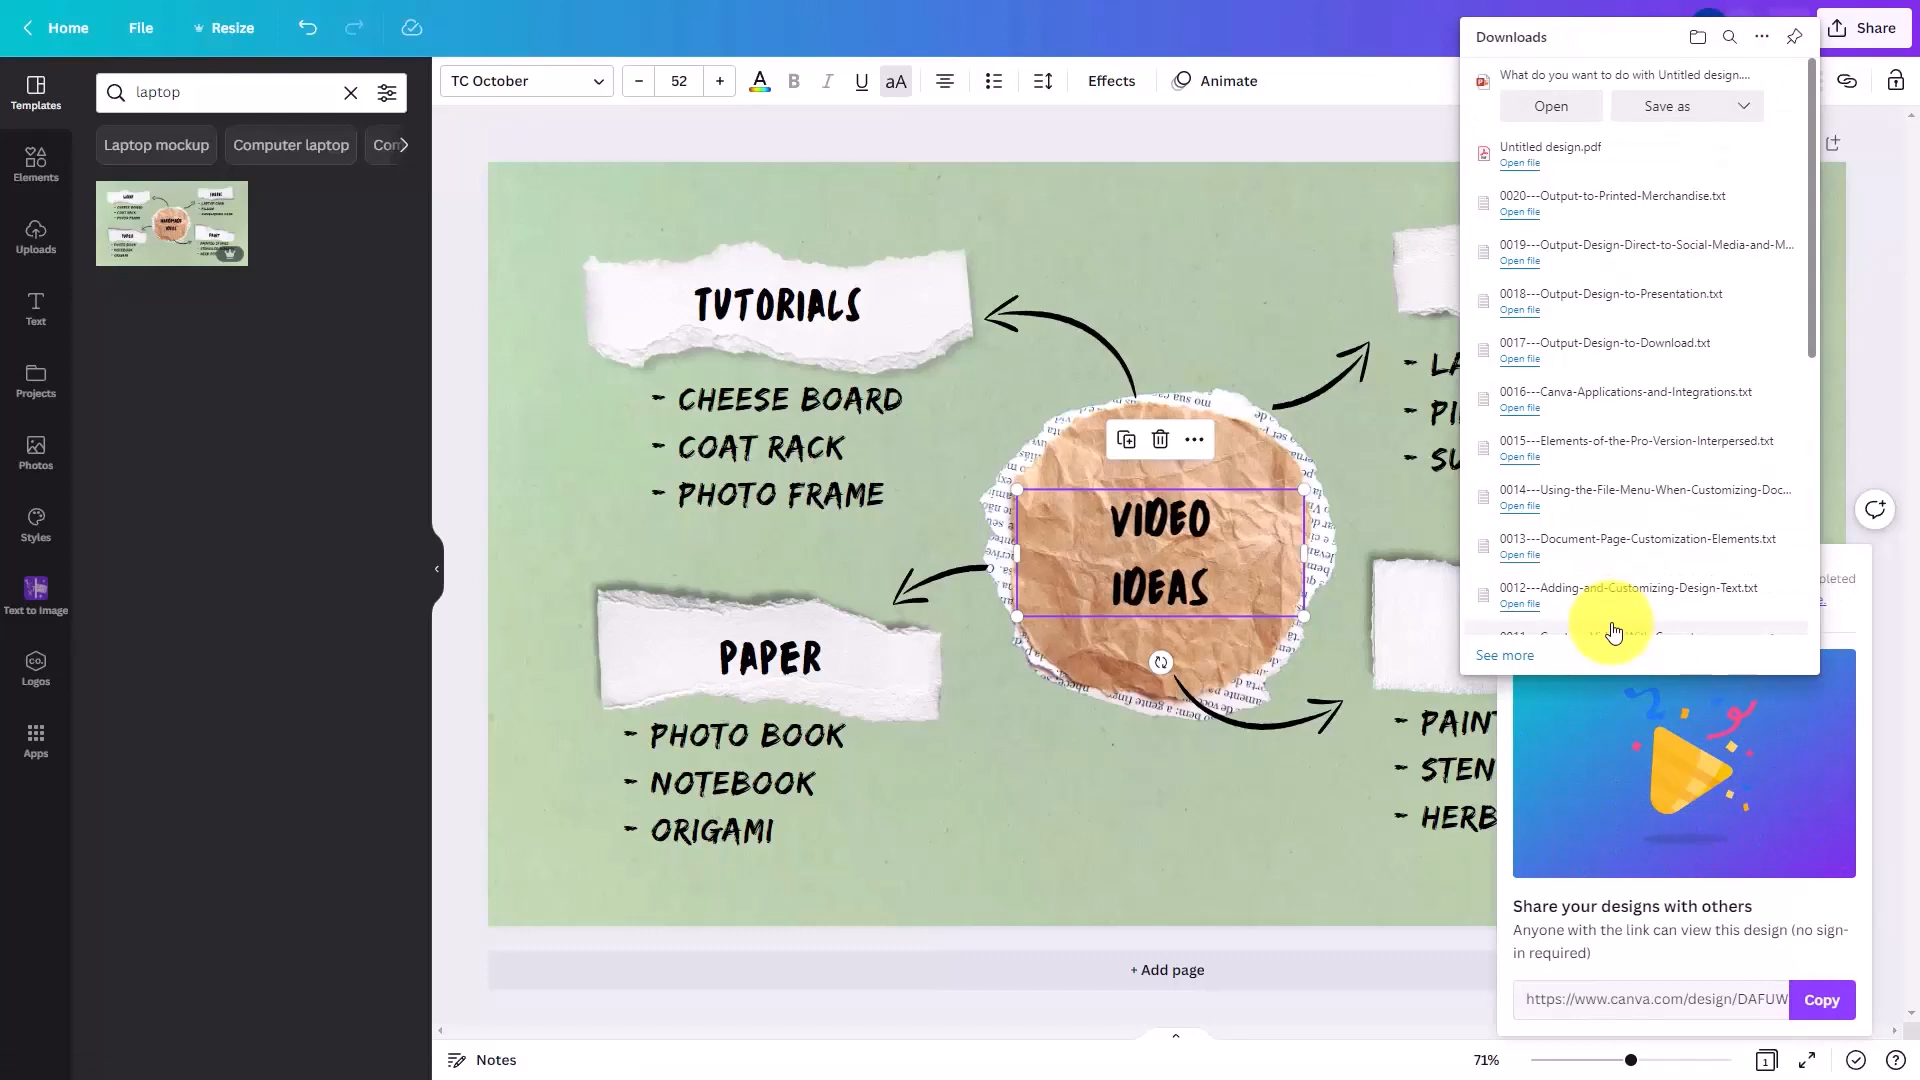 Home
File
Resize
Share
Templates
Elements
Uploads
Text
Projects
Photos
Styles
Text to Image
CO.
Logos
Apps
laptop
Laptop mockup
Computer laptop
TC October
52
A
B
I
U
aA
Effects
Animate
TUTORIALS
- CHEESE BOARD
- COAT RACK
- PHOTO FRAME
VIDEO
IDEAS
PAPER
- PHOTO BOOK
- NOTEBOOK
- ORIGAMI
Downloads
What do you want to do with Untitled design....
Open
Save as
Untitled design.pdf
Open file
0020---Output-to-Printed-Merchandise.txt
Open file
0019---Output-Design-Direct-to-Social-Media-and-M...
Open file
0018---Output-Design-to-Presentation.txt
Open file
0017---Output-Design-to-Download.txt
Open file
0016---Canva-Applications-and-Integrations.txt
Open file
0015---Elements-of-the-Pro-Version-Interpersed.txt
Open file
0014---Using-the-File-Menu-When-Customizing-Doc...
Open file
0013---Document-Page-Customization-Elements.txt
Open file
0012---Adding-and-Customizing-Design-Text.txt
Open file
See more
- PAINT
- STEN
- HERB
Share your designs with others
Anyone with the link can view this design (no sign-
in required)
https://www.canva.com/design/DAFUW
Copy
+ Add page
Notes
71%
1